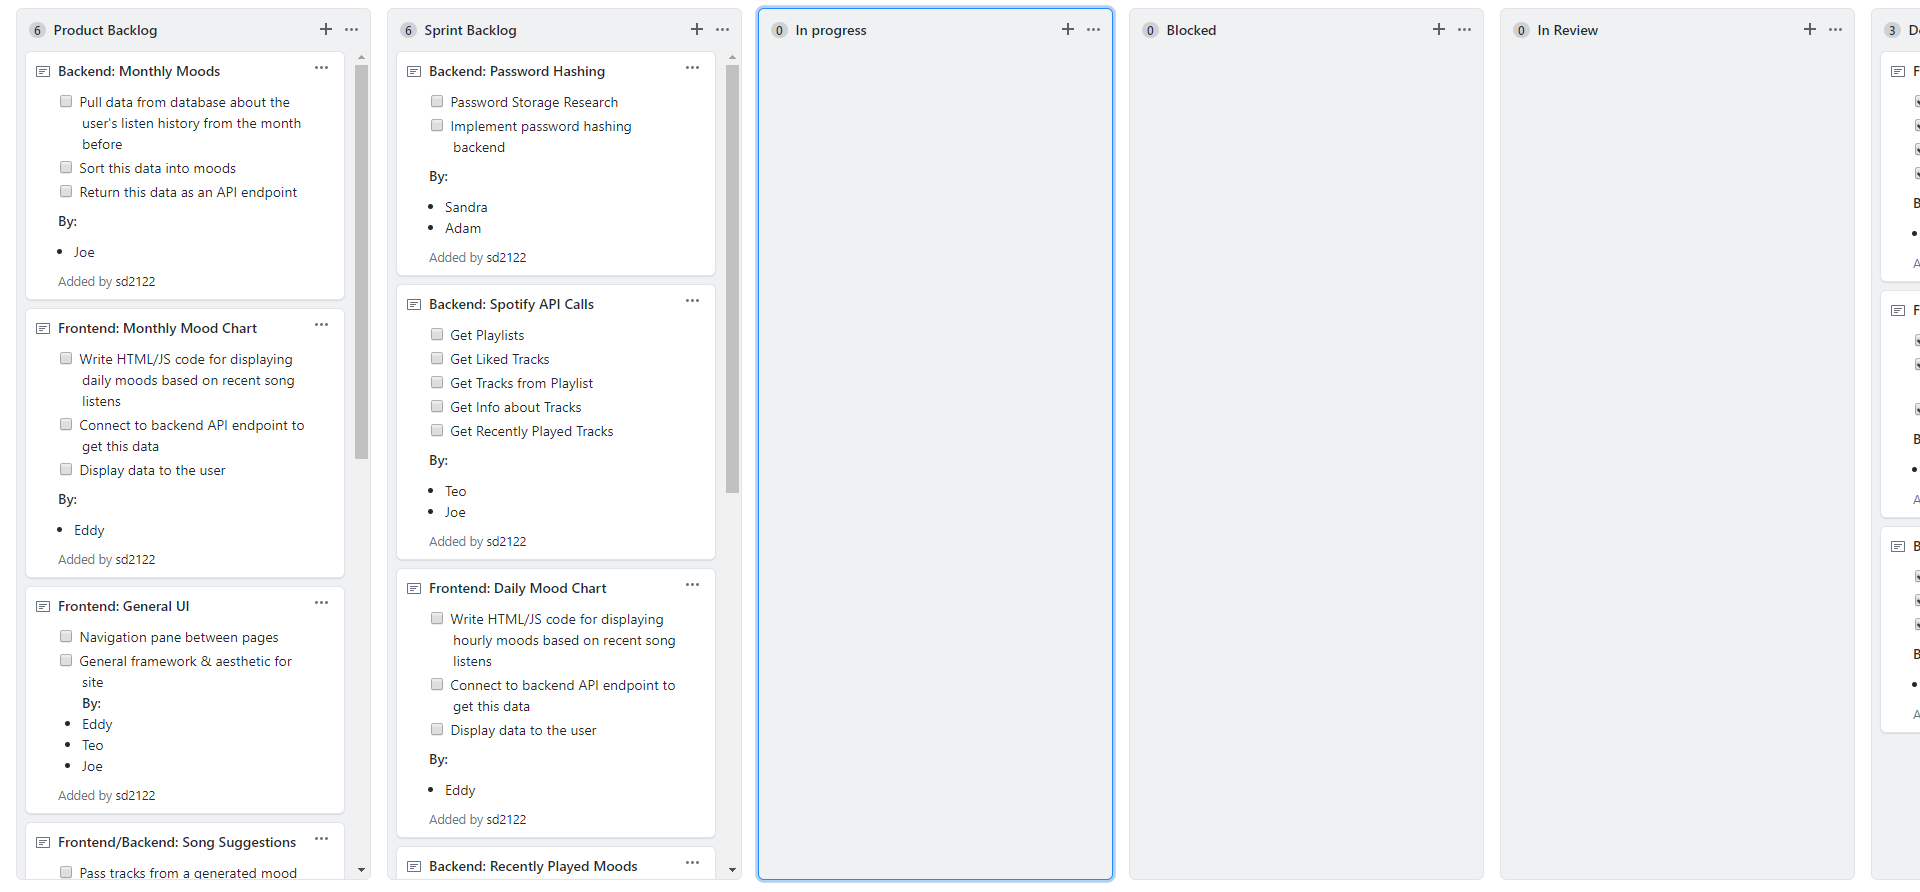 6 Product Backlog
Backend: Monthly Moods
Pull data from database about the
user's listen history from the month
before
Sort this data into moods
Return this data as an API endpoint
By:
Joe
Added by sd2122
Frontend: Monthly Mood Chart
Write HTML/JS code for displaying
daily moods based on recent song
listens
Connect to backend API endpoint to
get this data
Display data to the user
By:
Eddy
Added by sd2122
Frontend: General UI
Navigation pane between pages
General framework & aesthetic for
site
By:
Eddy
Teo
Joe
Added by sd2122
Frontend/Backend: Song Suggestions
Pass tracks from a generated mood
6 Sprint Backlog
Backend: Password Hashing
Password Storage Research
Implement password hashing
backend
By:
Sandra
Adam
Added by sd2122
Backend: Spotify API Calls
Get Playlists
Get Liked Tracks
Get Tracks from Playlist
Get Info about Tracks
Get Recently Played Tracks
By:
Teo
Joe
Added by sd2122
Frontend: Daily Mood Chart
Write HTML/JS code for displaying
hourly moods based on recent song
listens
Connect to backend API endpoint to
get this data
Display data to the user
By:
Eddy
Added by sd2122
Backend: Recently Played Moods
0 In progress
0 Blocked
0 In Review
3